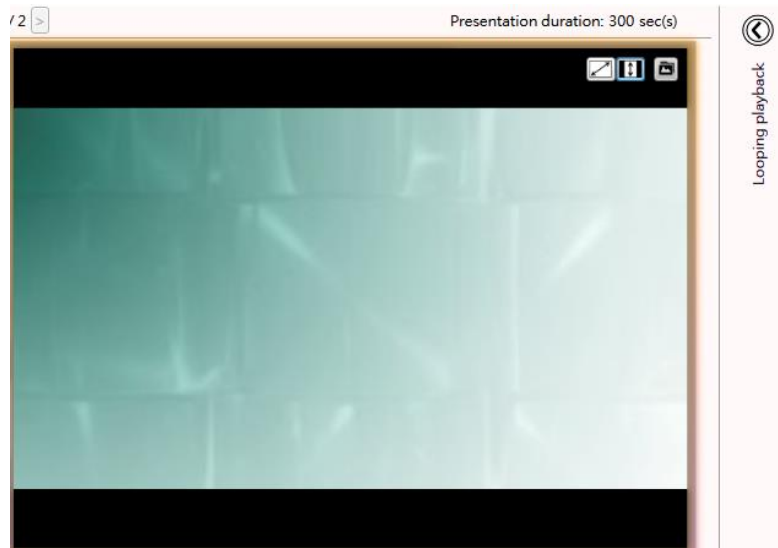 / 2 >
Presentation duration: 300 sec(s)
Looping playback